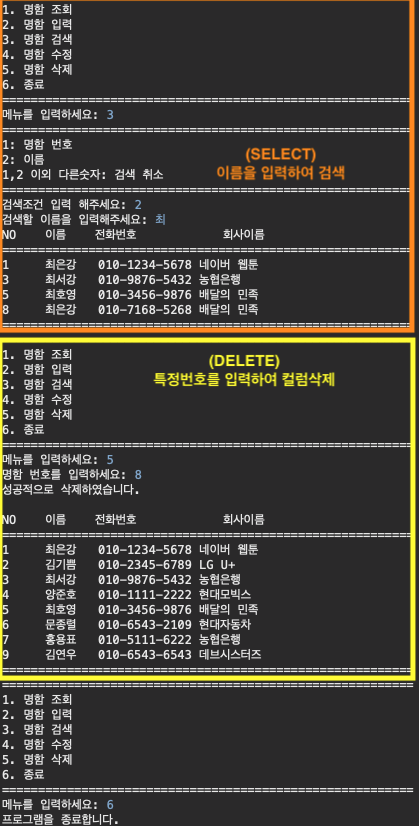 1. 명함 조회
2. 명함 입력
3. 명함 검색
4. 명함 수정
5. 명함 삭제
6. 종료
==========================================================
메뉴를 입력하세요: 3
==========================================================
1: 명함 번호
2: 이름
1,2 이외 다른숫자: 검색 취소
(SELECT)
이름을 입력하여 검색
==========================================================
검색조건 입력 해주세요: 2
검색할 이름을 입력해주세요: 최
NO 이름 전화번호 회사이름
==========================================================
1 최은강 010-1234-5678 네이버 웹툰
3 최서강 010-9876-5432 농협은행
5 최호영 010-3456-9876 배달의 민족
8 최은강 010-7168-5268 배달의 민족
==========================================================
1. 명함 조회
2. 명함 입력
3. 명함 검색
4. 명함 수정
5. 명함 삭제
6. 종료
(DELETE)
특정번호를 입력하여 컬럼삭제
==========================================================
메뉴를 입력하세요: 5
명함 번호를 입력하세요: 8
성공적으로 삭제하였습니다.
NO 이름 전화번호 회사이름
==========================================================
1 최은강 010-1234-5678 네이버 웹툰
2 김기쁨 010-2345-6789 LG U+
3 최서강 010-9876-5432 농협은행
4 양준호 010-1111-2222 현대모빅스
5 최호영 010-3456-9876 배달의 민족
6 문종렬 010-6543-2109 현대자동차
7 홍용표 010-5111-6222 농협은행
9 김연우 010-6543-6543 데브시스터즈
==========================================================
==========================================================
1. 명함 조회
2. 명함 입력
3. 명함 검색
4. 명함 수정
5. 명함 삭제
6. 종료
==========================================================
메뉴를 입력하세요: 6
프로그램을 종료합니다.